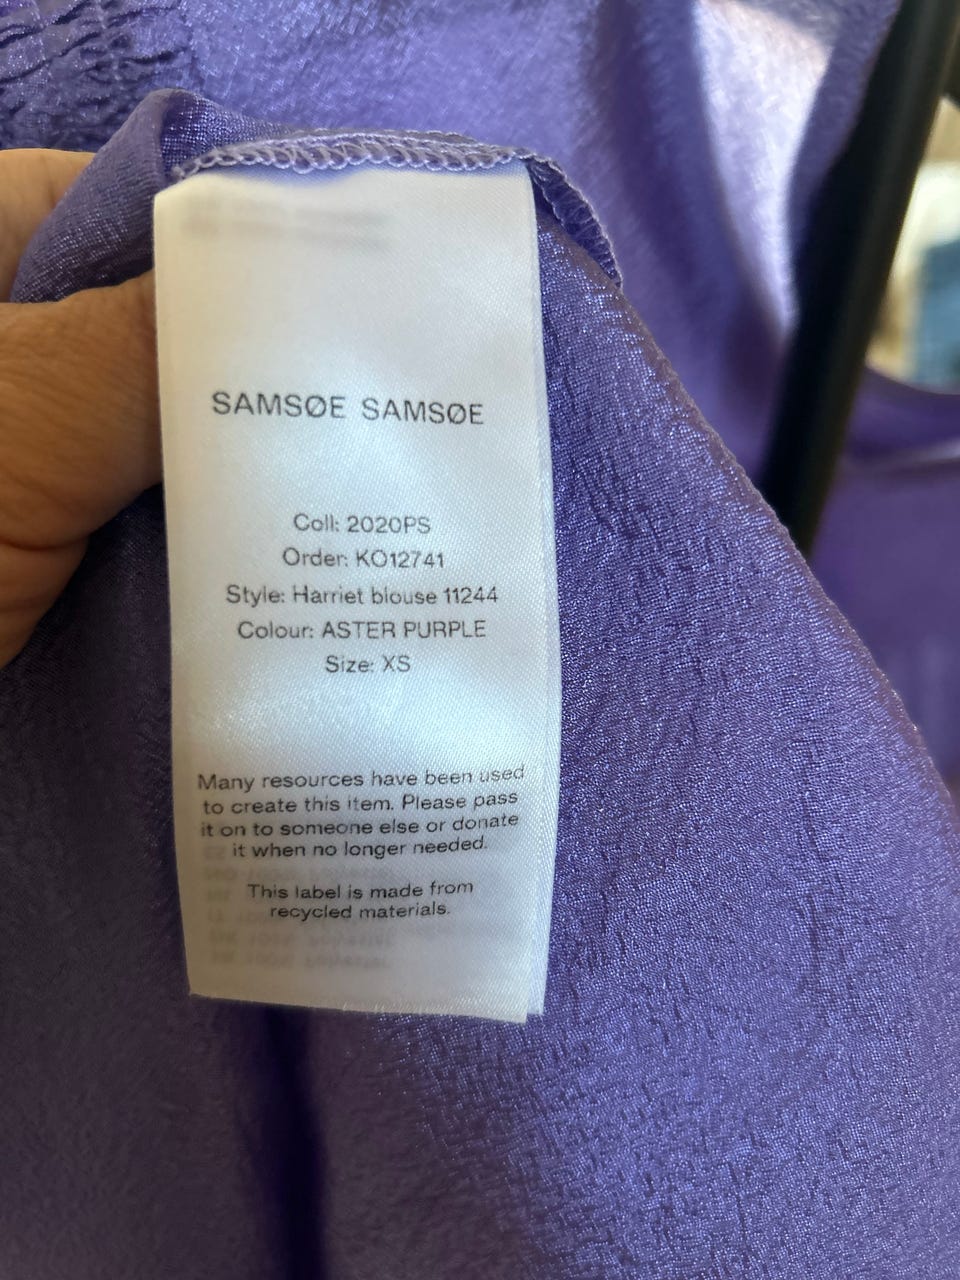 SAMSØE SAMSØE
Coll: 2020PS
Order: KO12741
Style: Harriet blouse 11244
Colour: ASTER PURPLE
Size: XS
Many resources have been used
to create this item. Please pass
it on to someone else or donate
it when no longer needed.
This label is made from
recycled materials.